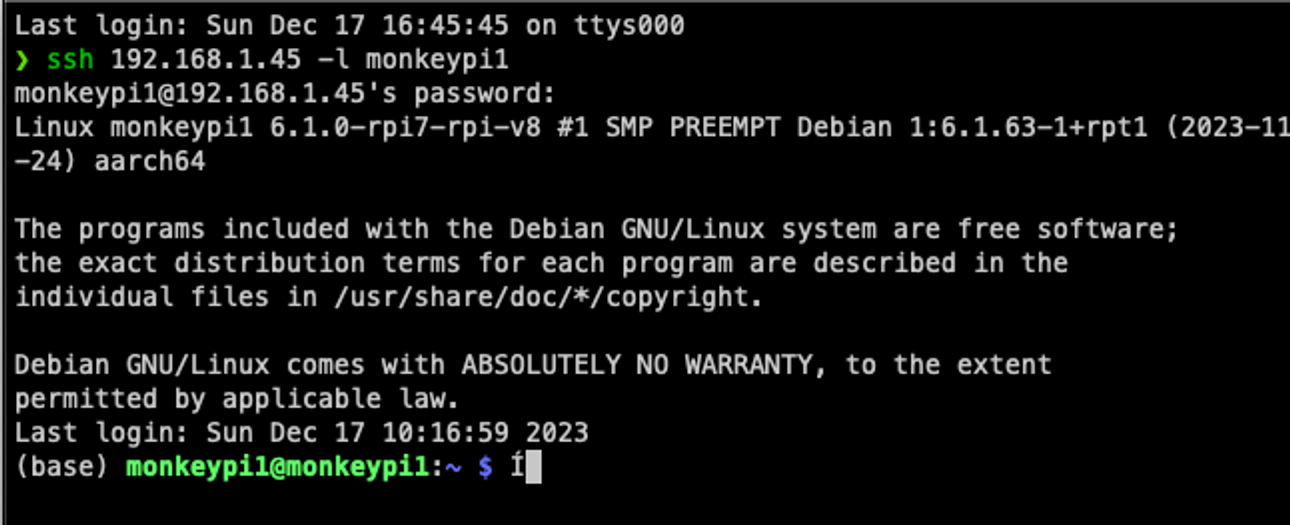 Last login: Sun Dec 17 16:45:45 on ttys000
❯ ssh 192.168.1.45 -l monkeypi1
monkeypi1@192.168.1.45's password:
Linux monkeypi1 6.1.0-rpi7-rpi-v8 #1 SMP PREEMPT Debian 1:6.1.63-1+rpt1 (2023-11
-24) aarch64
The programs included with the Debian GNU/Linux system are free software;
the exact distribution terms for each program are described in the
individual files in /usr/share/doc/*/copyright.
Debian GNU/Linux comes with ABSOLUTELY NO WARRANTY, to the extent
permitted by applicable law.
Last login: Sun Dec 17 10:16:59 2023
(base) monkeypi1@monkeypi1:~ $ Í